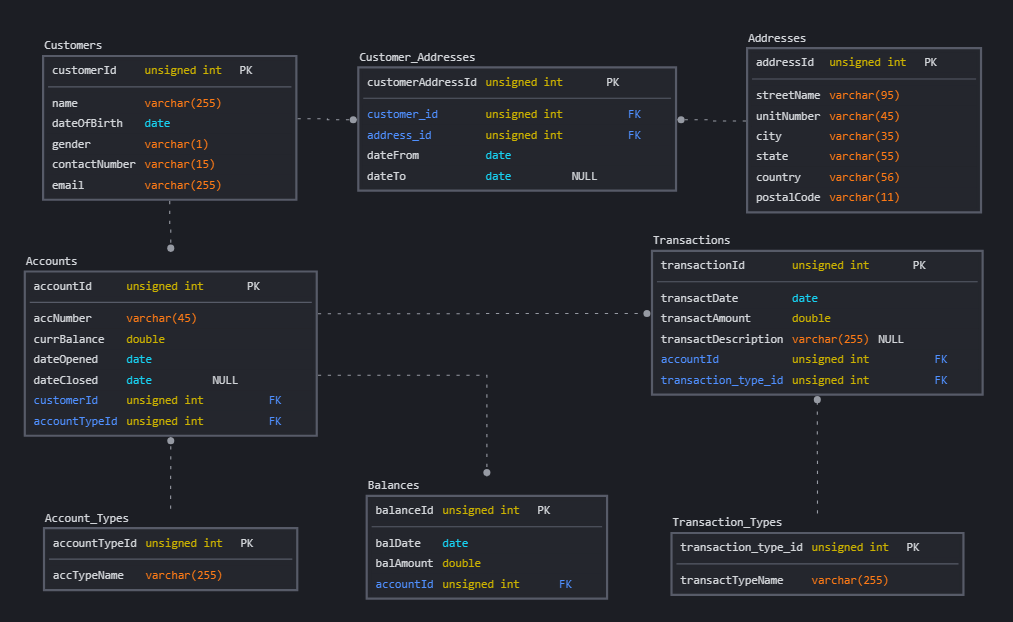 Customers
customerId unsigned int PK
name varchar(255)
dateOfBirth date
gender varchar(1)
contactNumber varchar(15)
email varchar(255)
Customer_Addresses
customerAddressId unsigned int PK
customer_id unsigned int FK
address_id unsigned int FK
dateFrom date
dateTo date NULL
Addresses
addressId unsigned int PK
streetName varchar(95)
unitNumber varchar(45)
city varchar(35)
state varchar(55)
country varchar(56)
postalCode varchar(11)
Accounts
accountId unsigned int PK
accNumber varchar(45)
currBalance double
dateOpened date
dateClosed date NULL
customerId unsigned int FK
accountTypeId unsigned int FK
Transactions
transactionId unsigned int PK
transactDate date
transactAmount double
transactDescription varchar(255) NULL
accountId unsigned int FK
transaction_type_id unsigned int FK
Account_Types
accountTypeId unsigned int PK
accTypeName varchar(255)
Balances
balanceId unsigned int PK
balDate date
balAmount double
accountId unsigned int FK
Transaction_Types
transaction_type_id unsigned int PK
transactTypeName varchar(255)